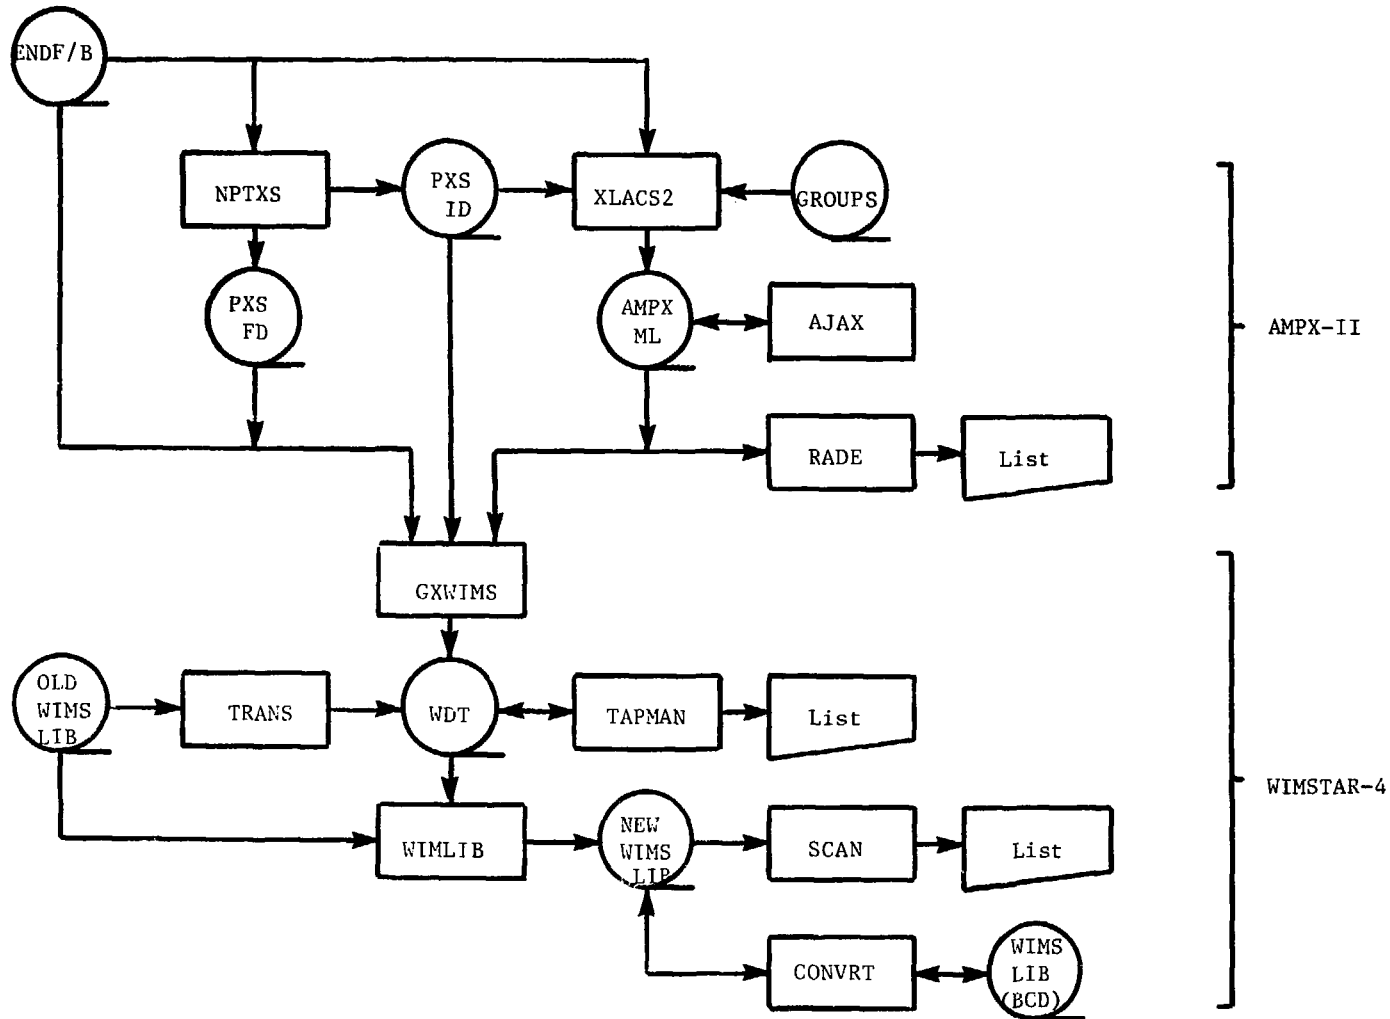 ENDF/B
NPTXS
PXS
ID
XLACS2
GROUPS
PXS
FD
AMPX
ML
AJAX
AMPX-II
RADE
List
GXWIMS
OLD
WIMS
LIB
TRANS
WDT
TAPMAN
List
WIMSTAR-4
WIMLIB
NEW
WIMS
LIB
SCAN
List
CONVRT
WIMS
LIB
(BCD)